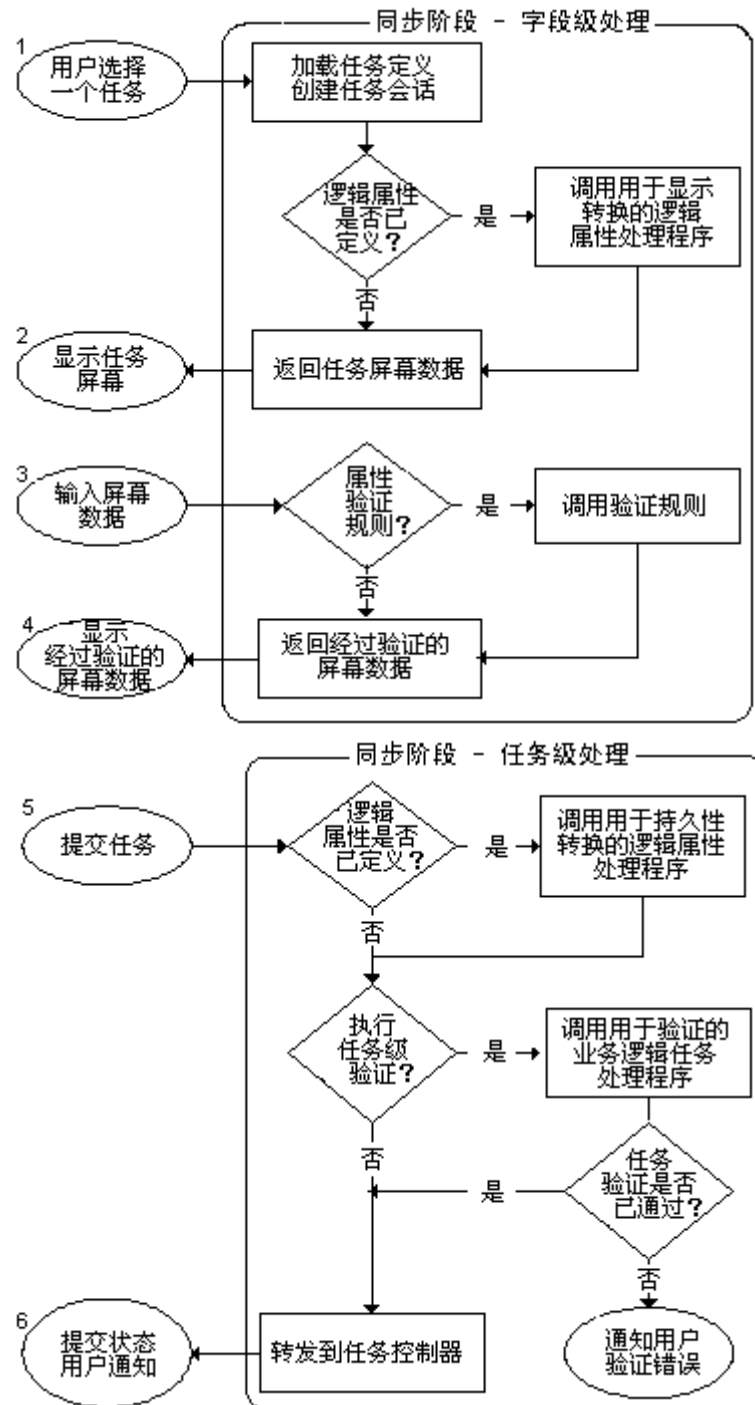 同步阶段 - 字段级处理
1
用户选择
一个任务
加载任务定义
创建任务会话
逻辑属性
是否已
定义？
是
调用用于显示
转换的逻辑
属性处理程序
否
2
显示任务
屏幕
返回任务屏幕数据
3
输入屏幕
数据
属性
验证
规则？
是
调用验证规则
否
4
显示
经过验证的
屏幕数据
返回经过验证的
屏幕数据
同步阶段 - 任务级处理
5
提交任务
逻辑
属性是否
已定义？
是
调用用于持久性
转换的逻辑属性
处理程序
否
执行
任务级
验证？
是
调用用于验证的
业务逻辑任务
处理程序
否
任务
验证是否
已通过？
是
否
6
提交状态
用户通知
转发到任务控制器
通知用户
验证错误